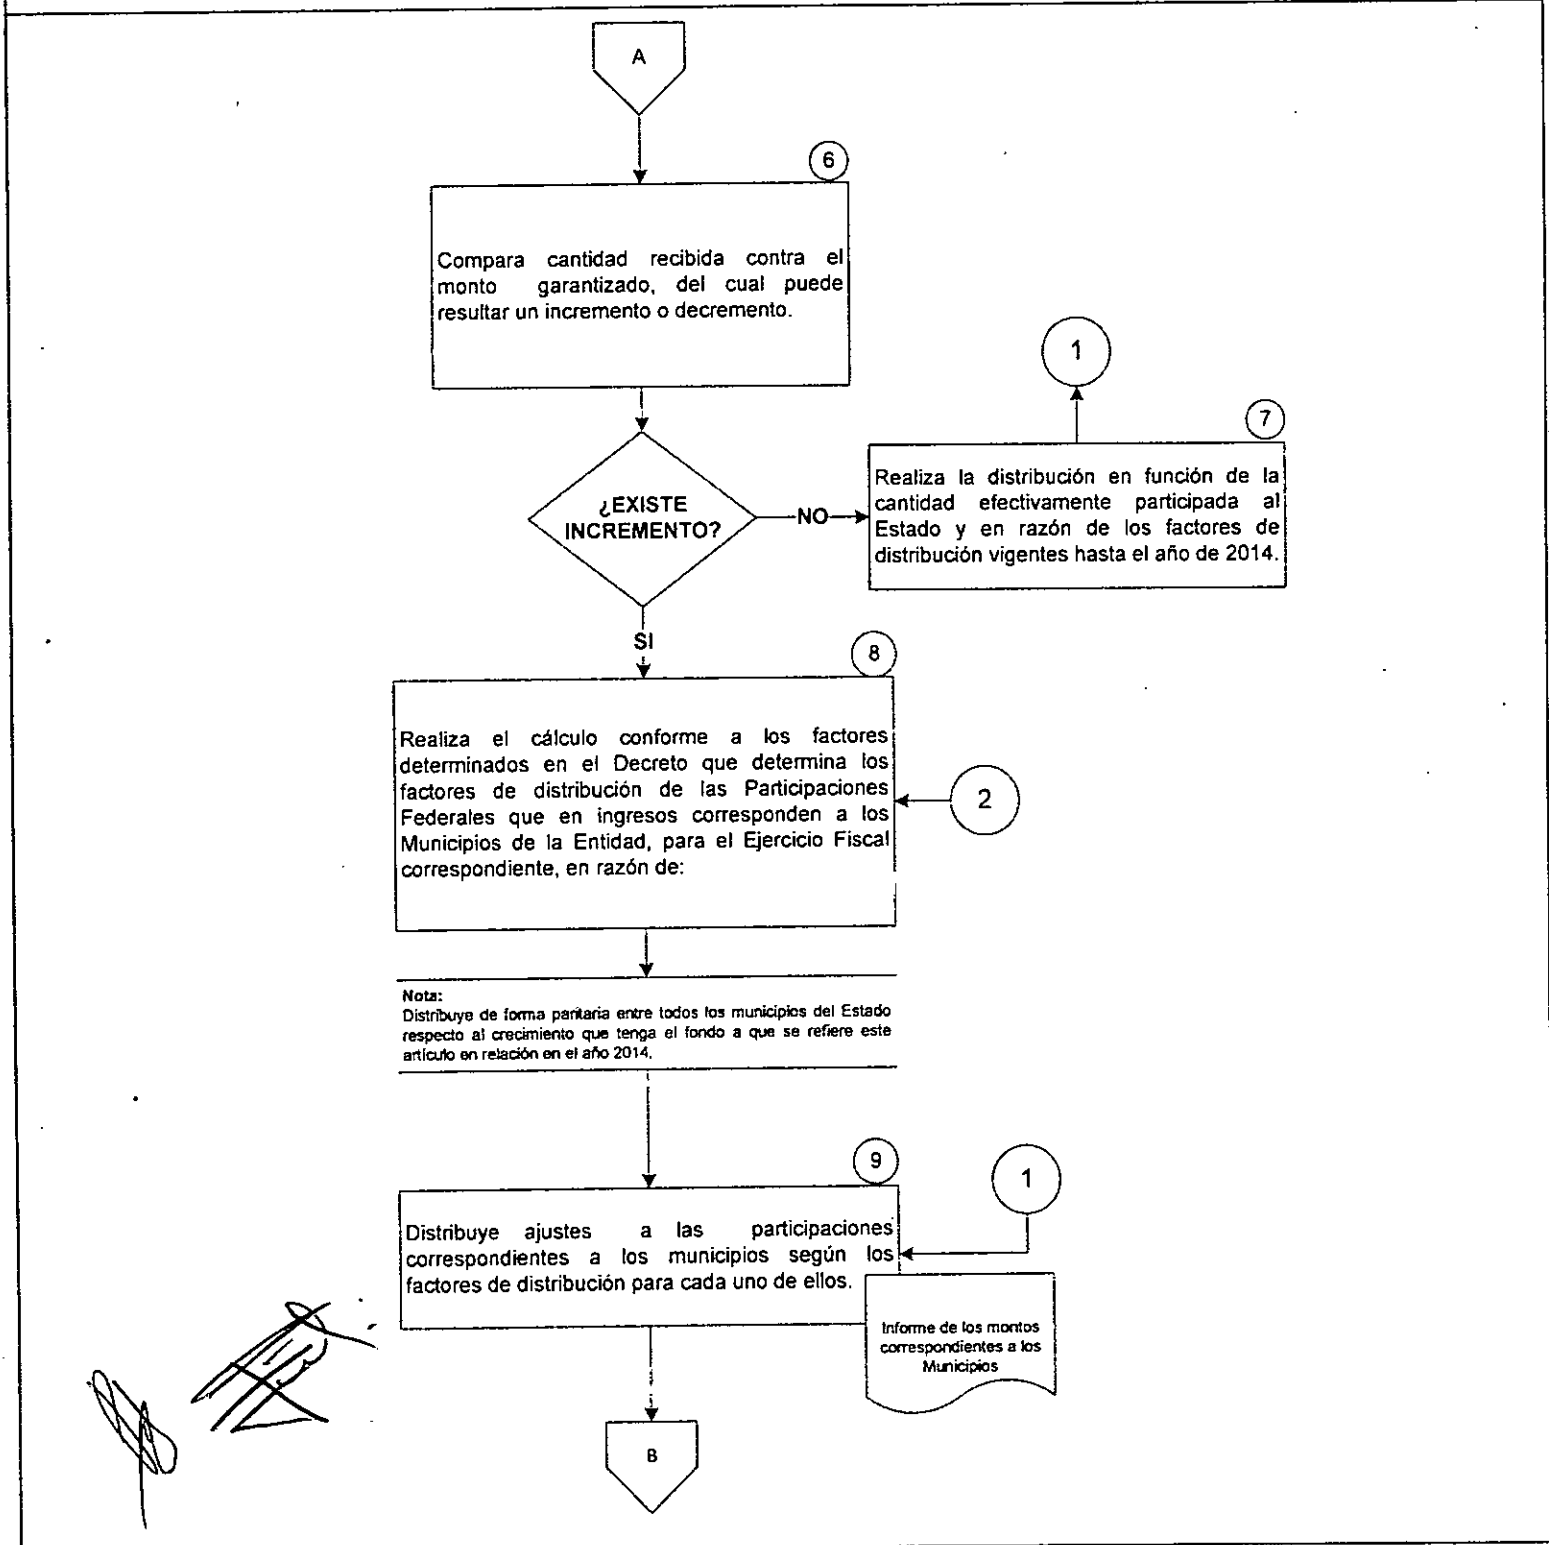 A
6
Compara cantidad recibida contra el
monto garantizado, del cual puede
resultar un incremento o decremento.
1
7
¿EXISTE
INCREMENTO?
NO
Realiza la distribución en función de la
cantidad efectivamente participada al
Estado y en razón de los factores de
distribución vigentes hasta el año de 2014.
SI
8
Realiza el cálculo conforme a los factores
determinados en el Decreto que determina los
factores de distribución de las Participaciones
Federales que en ingresos corresponden a los
Municipios de la Entidad, para el Ejercicio Fiscal
correspondiente, en razón de:
2
Nota:
Distribuye de forma paritaria entre todos los municipios del Estado
respecto al crecimiento que tenga el fondo a que se refiere este
artículo en relación en el año 2014.
9
1
Distribuye ajustes a las participaciones
correspondientes a los municipios según los
factores de distribución para cada uno de ellos.
Informe de los montos
correspondientes a los
Municipios
B